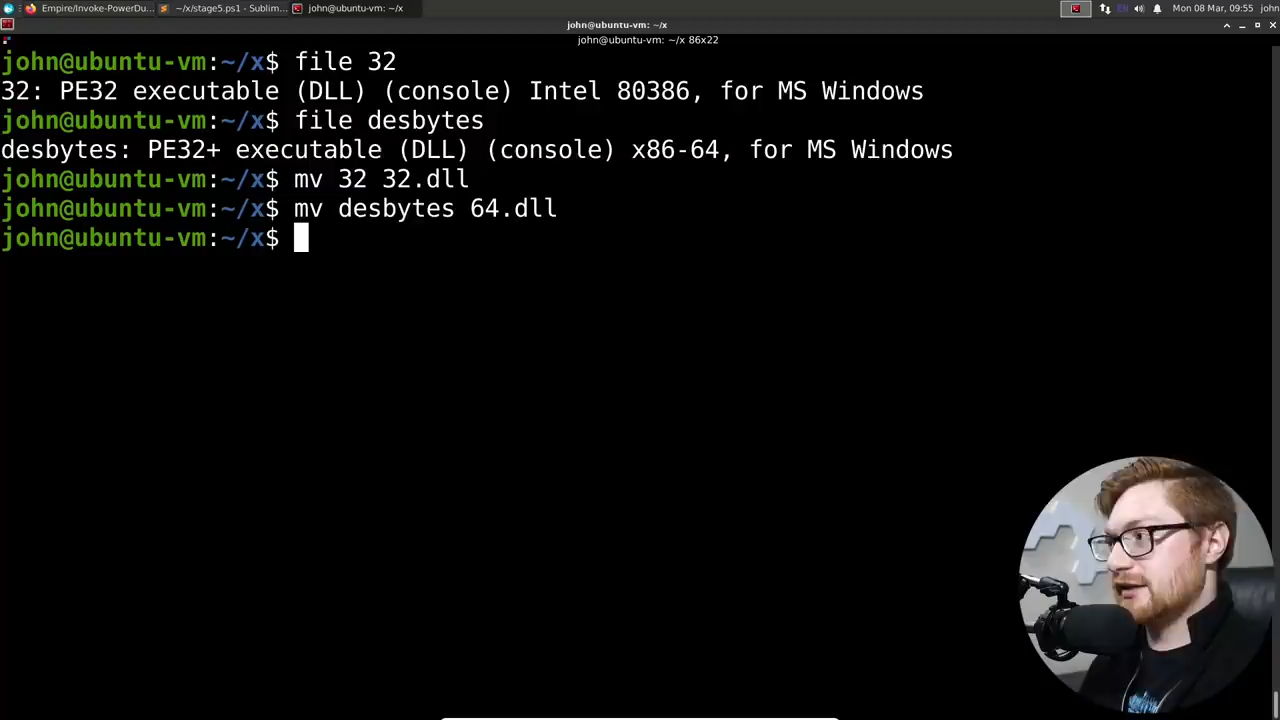 Empire/Invoke-PowerDu...
~/x/stage5.ps1 - Sublim...
john@ubuntu-vm: ~/x
EN
Mon 08 Mar, 09:55
john
john@ubuntu-vm: ~/x
john@ubuntu-vm: ~/x 86x22
john@ubuntu-vm:~/x$ file 32
32: PE32 executable (DLL) (console) Intel 80386, for MS Windows
john@ubuntu-vm:~/x$ file desbytes
desbytes: PE32+ executable (DLL) (console) x86-64, for MS Windows
john@ubuntu-vm:~/x$ mv 32 32.dll
john@ubuntu-vm:~/x$ mv desbytes 64.dll
john@ubuntu-vm:~/x$